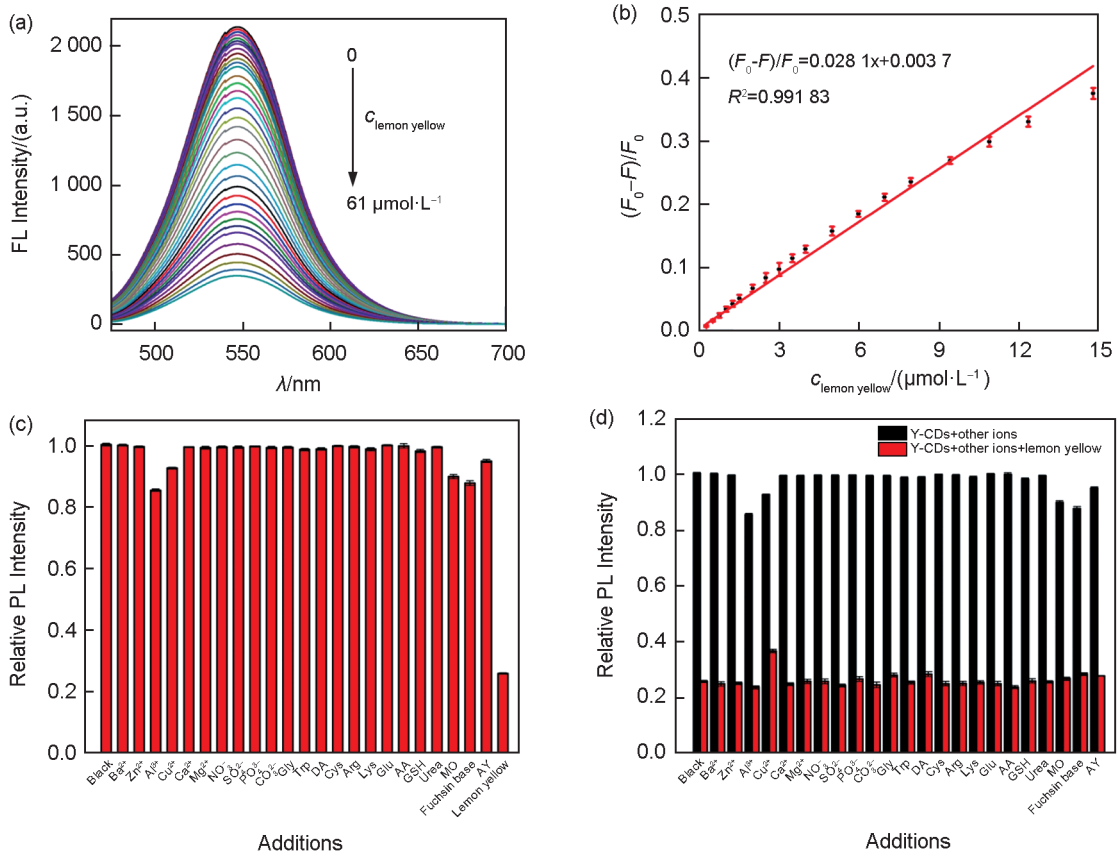 (a)
2 000
1 500
1 000
500
0
FL Intensity/(a.u.)
0
c lemon yellow
61 μmol·L⁻¹
500 550 600 650 700
λ/nm
(b)
0.4
0.3
0.2
0.1
0.0
(F₀−F)/F₀
(F₀-F)/F₀=0.028 1x+0.003 7
R²=0.991 83
0 3 6 9 12 15
c lemon yellow/(μmol·L⁻¹)
(c)
1.0
0.8
0.6
0.4
0.2
0.0
Relative PL Intensity
Black Ba²⁺ Zn²⁺ Al³⁺ Cu²⁺ Ca²⁺ Mg²⁺ NO₃⁻ SO₄²⁻ PO₄³⁻ CO₃²⁻ Gly Trp DA Cys Arg Lys Glu AA GSH Urea MO Fuchsin base AY Lemon yellow
Additions
(d)
1.2
1.0
0.8
0.6
0.4
0.2
0.0
Relative PL Intensity
Y-CDs+other ions
Y-CDs+other ions+lemon yellow
Black Ba²⁺ Zn²⁺ Al³⁺ Cu²⁺ Ca²⁺ Mg²⁺ NO₃⁻ SO₄²⁻ PO₄³⁻ CO₃²⁻ Gly Trp DA Cys Arg Lys Glu AA GSH Urea MO Fuchsin base AY
Additions